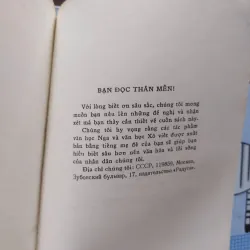 BẠN ĐỌC THÂN MẾN!
Với lòng biết ơn sâu sắc, chúng tôi mong
muốn bạn nêu lên những đề nghị và nhận
xét mà bạn thấy cần thiết về cuốn sách này.
Chúng tôi hy vọng rằng các tác phẩm
văn học Nga và văn học Xô viết được xuất
bản bằng tiếng mẹ đẻ của bạn sẽ giúp bạn
hiểu biết sâu hơn nền văn hóa và lối sống
của nhân dân chúng tôi.
Địa chỉ chúng tôi: СССР, 119859, Москва,
Зубовский бульвар, 17, издательство «Радуга».